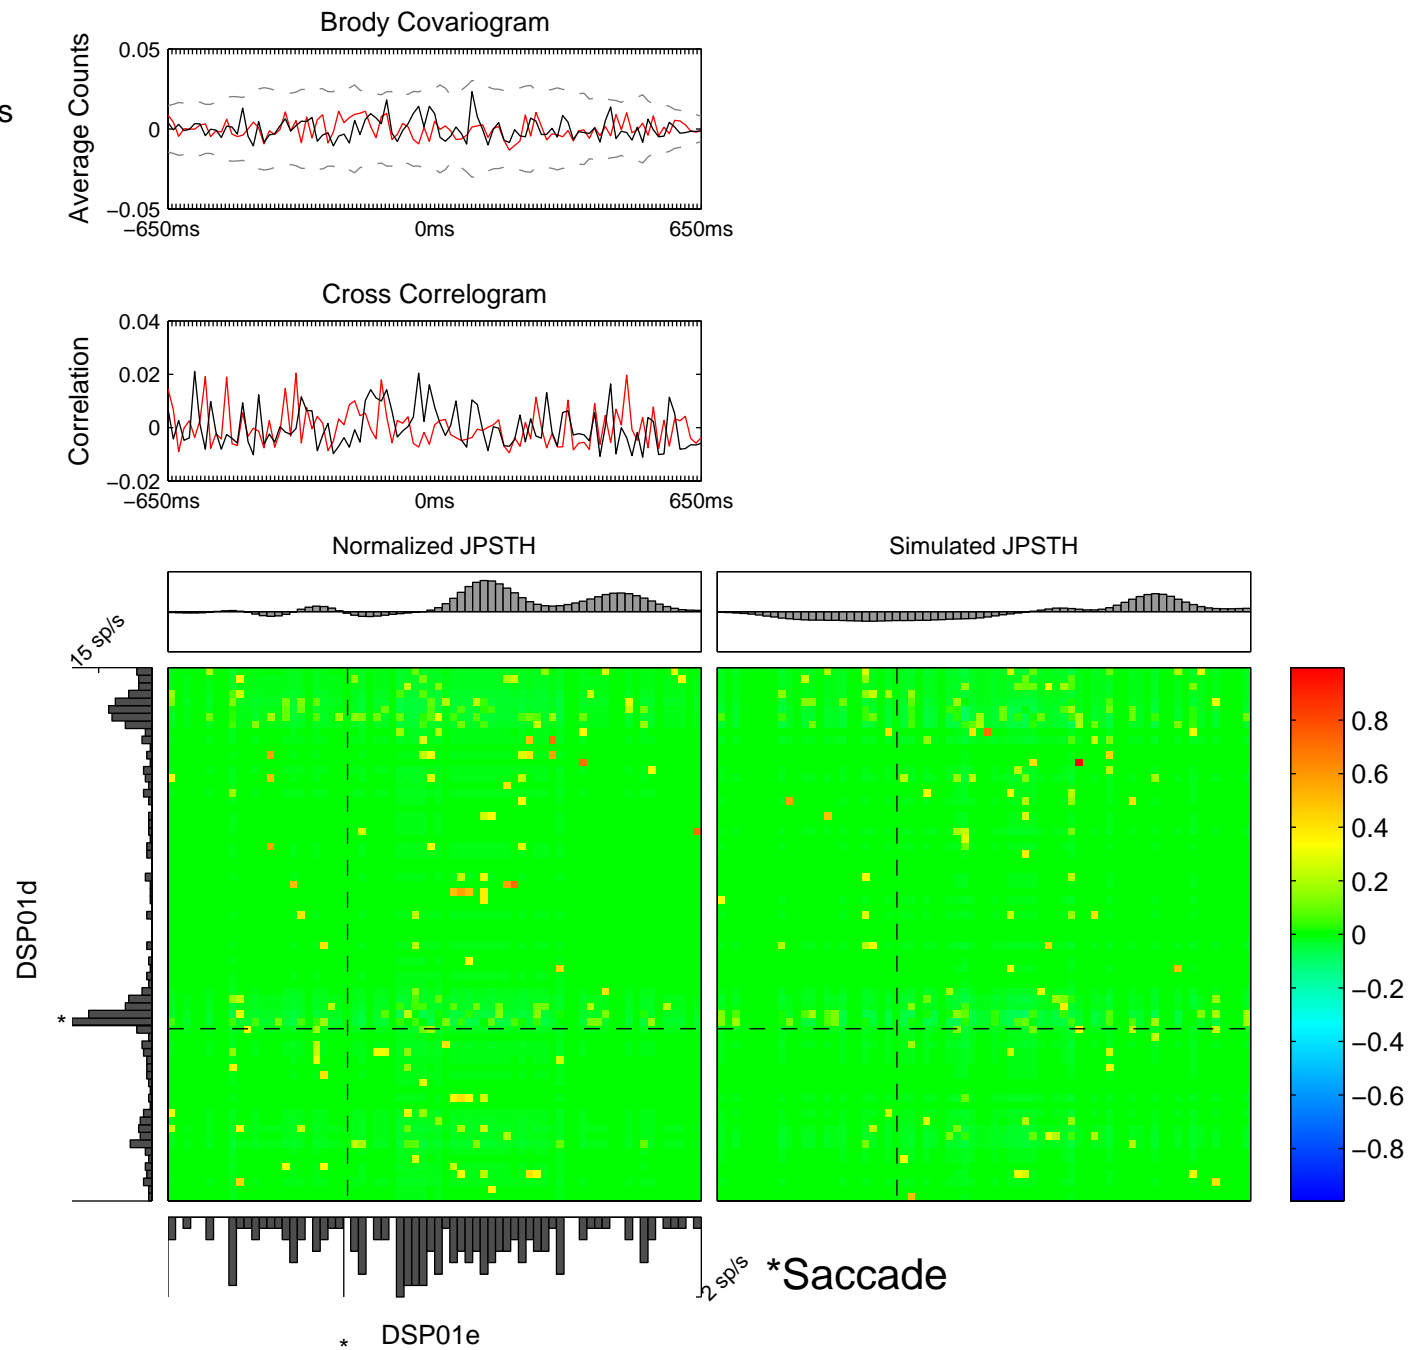 Brody Covariogram
s
Average Counts
0.05
0
−0.05
−650ms
0ms
650ms
Cross Correlogram
Correlation
0.04
0.02
0
−0.02
−650ms
0ms
650ms
Normalized JPSTH
Simulated JPSTH
15 sp/s
DSP01d
*
0.8
0.6
0.4
0.2
0
−0.2
−0.4
−0.6
−0.8
2 sp/s
*Saccade
*
DSP01e